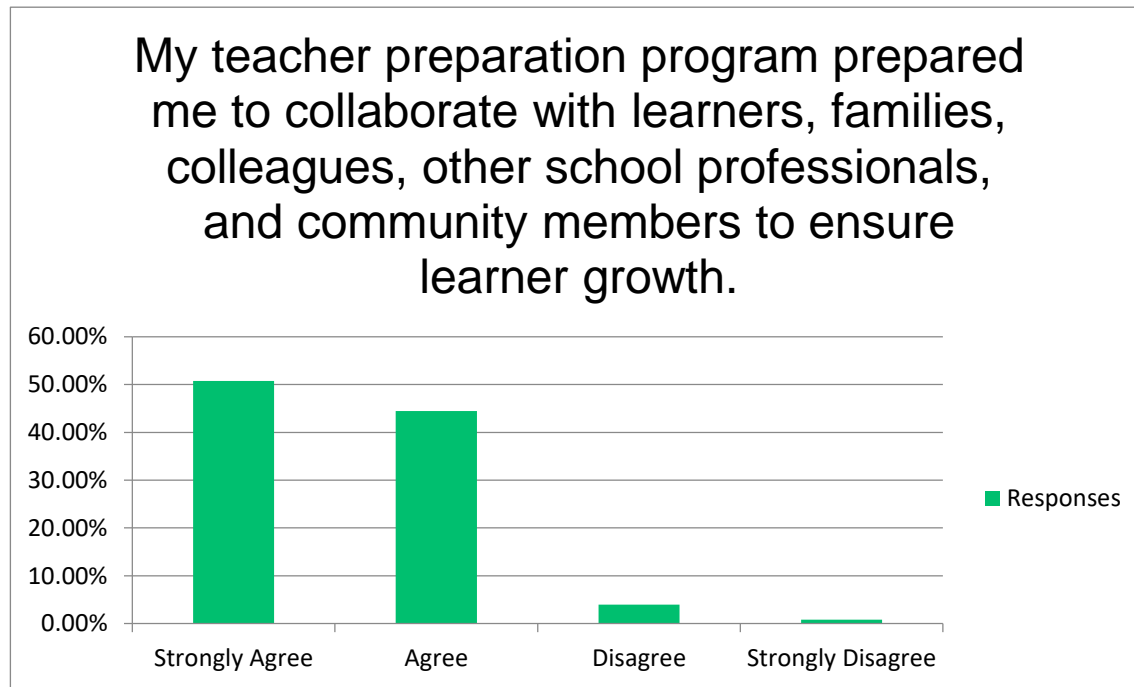 My teacher preparation program prepared
me to collaborate with learners, families,
colleagues, other school professionals,
and community members to ensure
learner growth.
60.00%
50.00%
40.00%
30.00%
20.00%
10.00%
0.00%
Strongly Agree
Agree
Disagree
Strongly Disagree
Responses